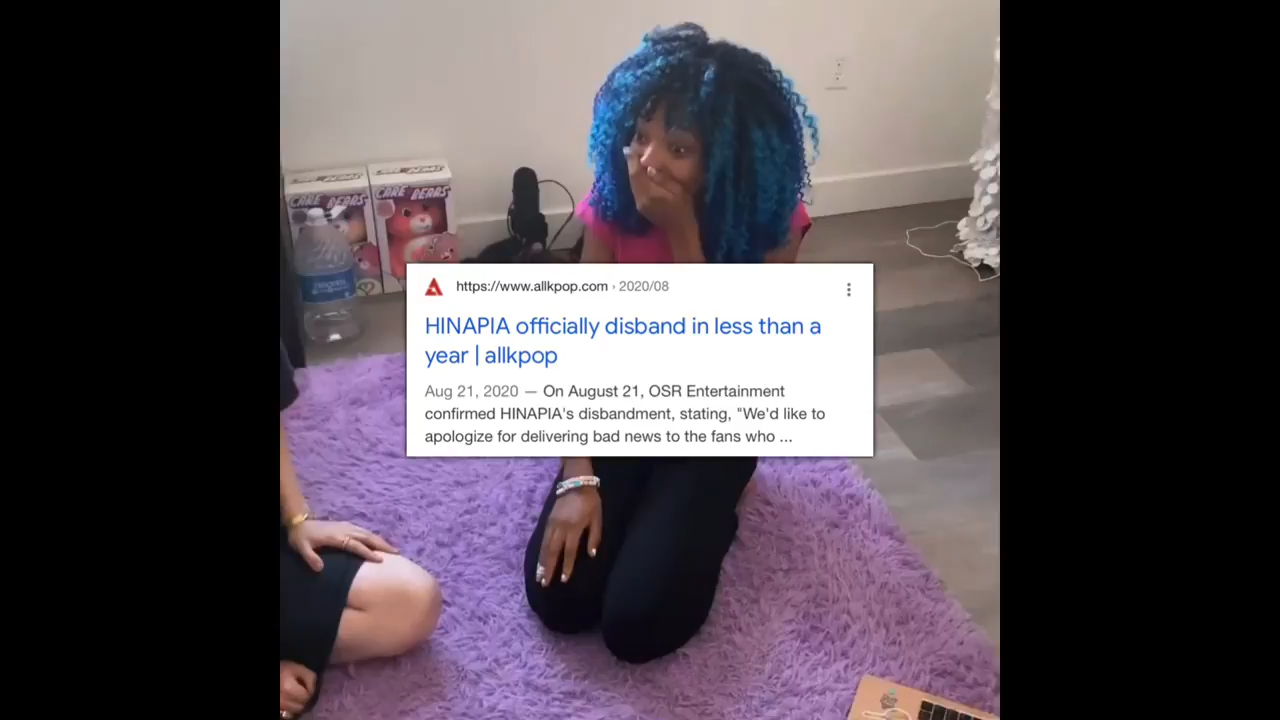 CARE BEARS
CARE BEARS
https://www.allkpop.com › 2020/08
HINAPIA officially disband in less than a
year | allkpop
Aug 21, 2020 — On August 21, OSR Entertainment
confirmed HINAPIA's disbandment, stating, "We'd like to
apologize for delivering bad news to the fans who ...